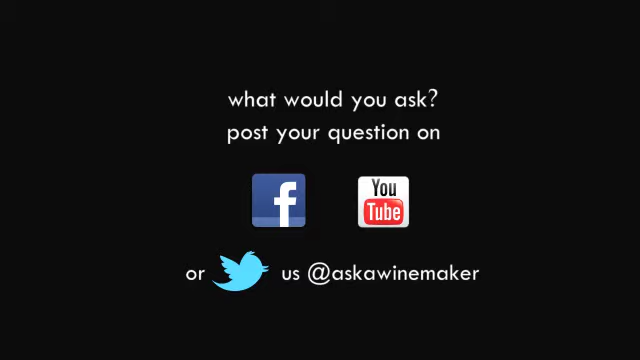 what would you ask?
post your question on
f You Tube
or us @askawinemaker